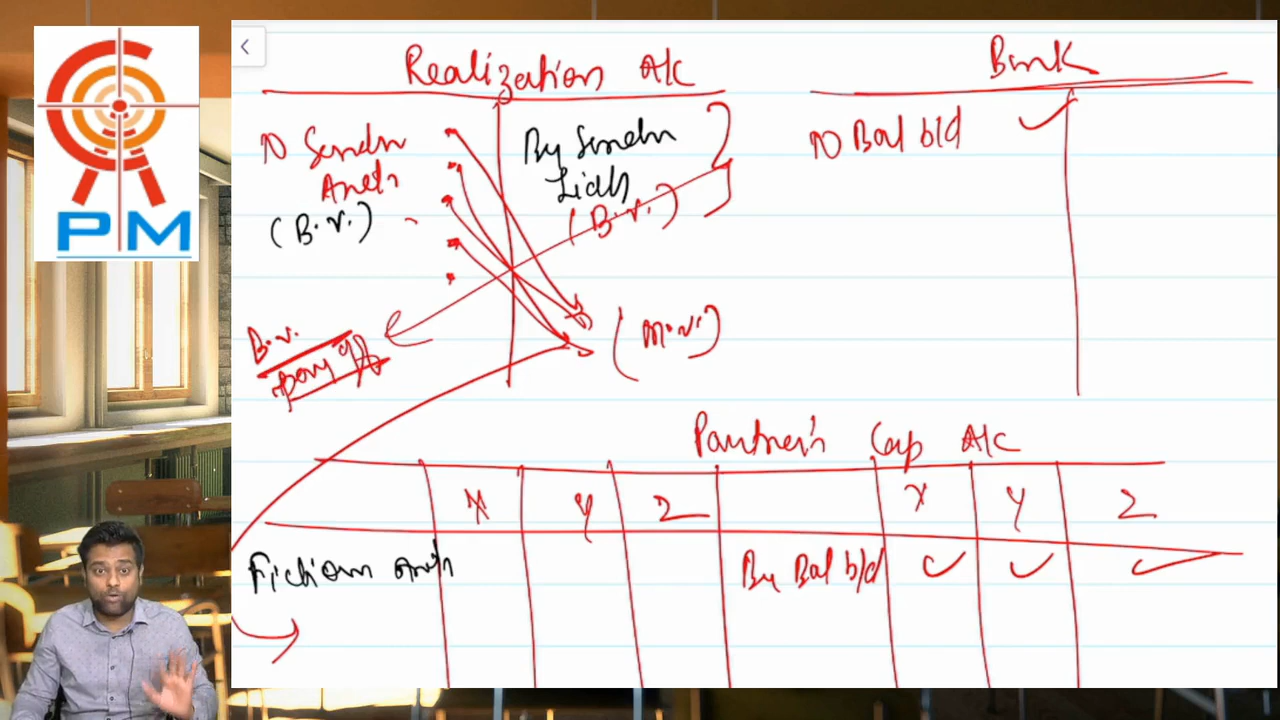 PM
Realization A/c
To Sundry
Assets
(B.V.)
By Sundry
Liab
(B.V.)
(M.V.)
B.V.
Bank
To Bal b/d
Partner's Cap A/c
X Y Z X Y Z
Fictitious Assets By Bal b/d